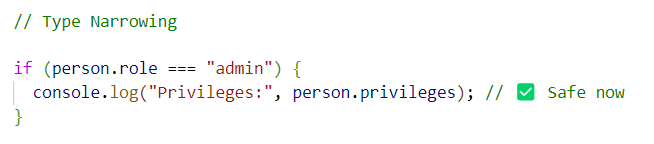 // Type Narrowing
if (person.role === "admin") {
  console.log("Privileges:", person.privileges); // ✅ Safe now
}